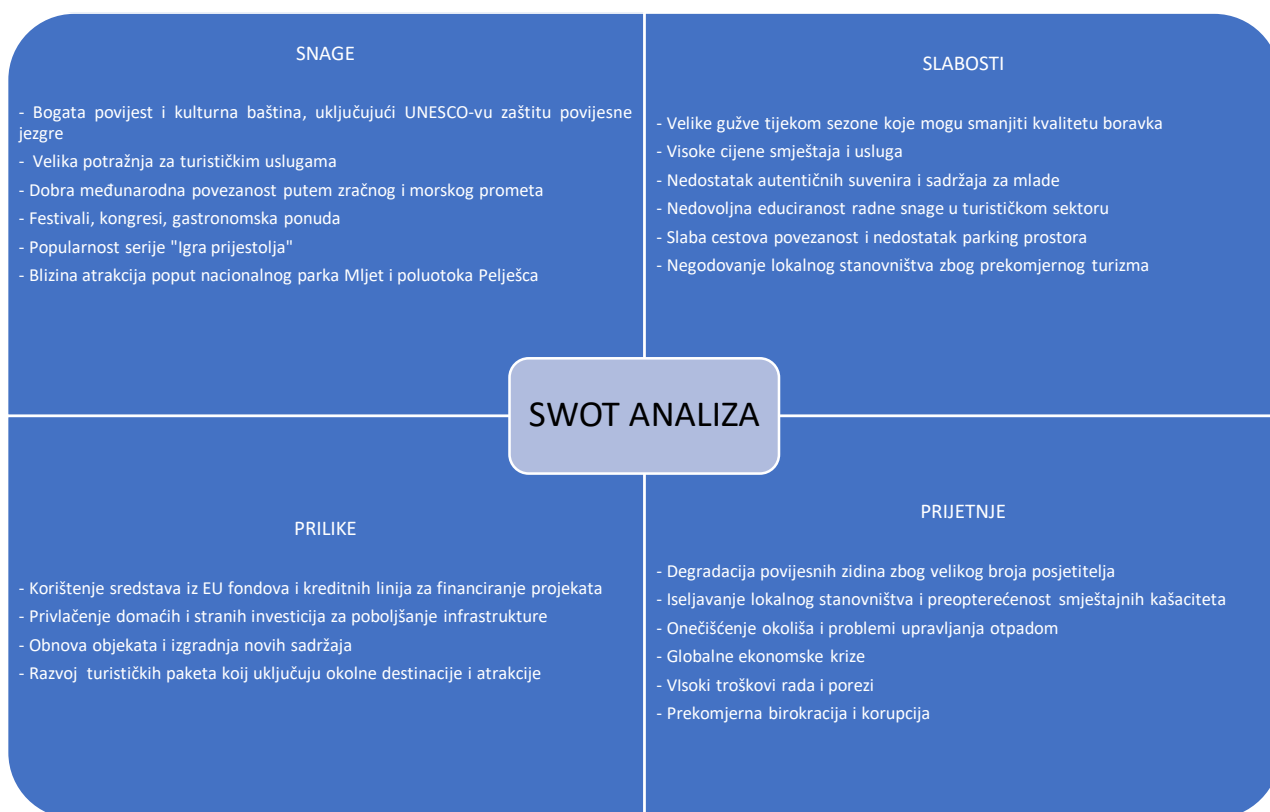 SNAGE
- Bogata povijest i kulturna baština, uključujući UNESCO-vu zaštitu povijesne
jezgre
- Velika potražnja za turističkim uslugama
- Dobra međunarodna povezanost putem zračnog i morskog prometa
- Festivali, kongresi, gastronomska ponuda
- Popularnost serije "Igra prijestolja"
- Blizina atrakcija poput nacionalnog parka Mljet i poluotoka Pelješca
SLABOSTI
- Velike gužve tijekom sezone koje mogu smanjiti kvalitetu boravka
- Visoke cijene smještaja i usluga
- Nedostatak autentičnih suvenira i sadržaja za mlade
- Nedovoljna educiranost radne snage u turističkom sektoru
- Slaba cestova povezanost i nedostatak parking prostora
- Negodovanje lokalnog stanovništva zbog prekomjernog turizma
SWOT ANALIZA
PRILIKE
- Korištenje sredstava iz EU fondova i kreditnih linija za financiranje projekata
- Privlačenje domaćih i stranih investicija za poboljšanje infrastrukture
- Obnova objekata i izgradnja novih sadržaja
- Razvoj turističkih paketa koij uključuju okolne destinacije i atrakcije
PRIJETNJE
- Degradacija povijesnih zidina zbog velikog broja posjetitelja
- Iseljavanje lokalnog stanovništva i preopterećenost smještajnih kašaciteta
- Onečišćenje okoliša i problemi upravljanja otpadom
- Globalne ekonomske krize
- VIsoki troškovi rada i porezi
- Prekomjerna birokracija i korupcija